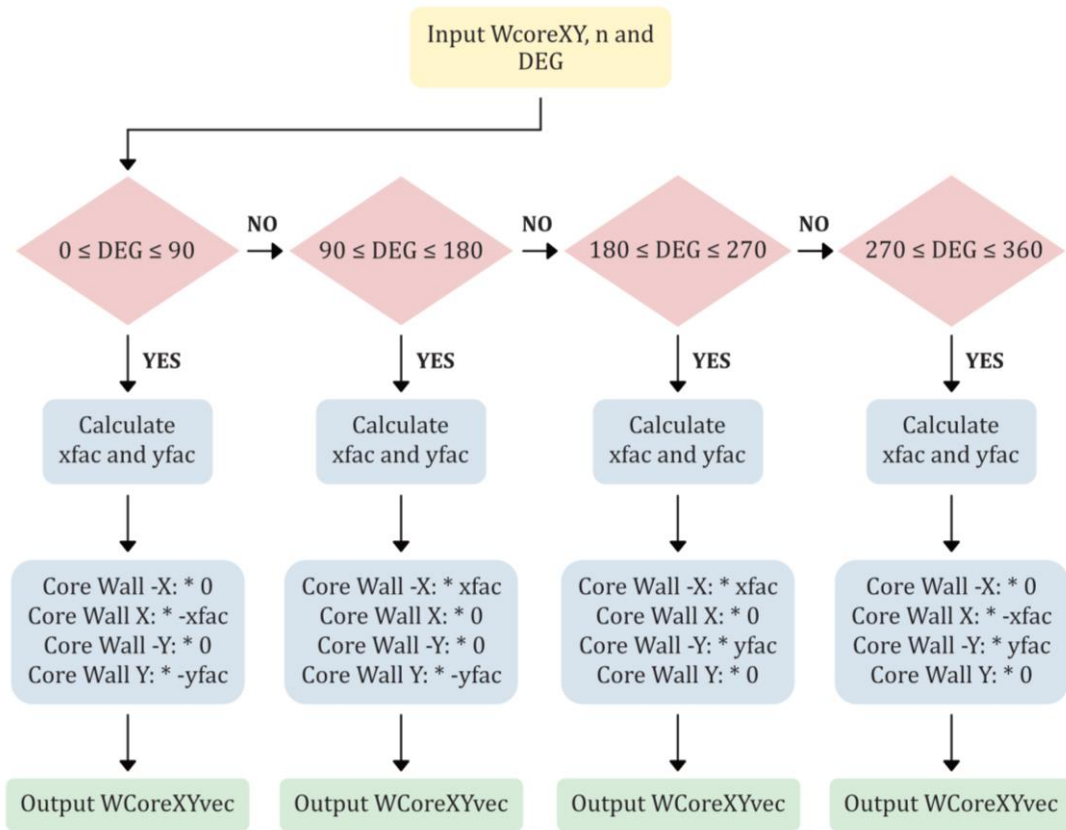 Input WcoreXY, n and
DEG
0 ≤ DEG ≤ 90
NO
90 ≤ DEG ≤ 180
NO
180 ≤ DEG ≤ 270
NO
270 ≤ DEG ≤ 360
YES
YES
YES
YES
Calculate
xfac and yfac
Calculate
xfac and yfac
Calculate
xfac and yfac
Calculate
xfac and yfac
Core Wall -X: * 0
Core Wall X: * -xfac
Core Wall -Y: * 0
Core Wall Y: * -yfac
Core Wall -X: * xfac
Core Wall X: * 0
Core Wall -Y: * 0
Core Wall Y: * -yfac
Core Wall -X: * xfac
Core Wall X: * 0
Core Wall -Y: * yfac
Core Wall Y: * 0
Core Wall -X: * 0
Core Wall X: * -xfac
Core Wall -Y: * yfac
Core Wall Y: * 0
Output WCoreXYvec
Output WCoreXYvec
Output WCoreXYvec
Output WCoreXYvec